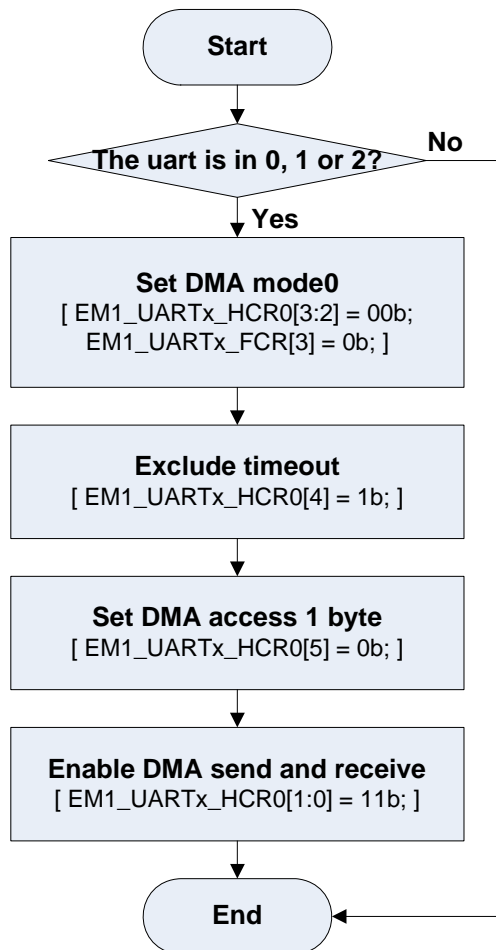 Start
The uart is in 0, 1 or 2?
No
Yes
Set DMA mode0
[ EM1_UARTx_HCR0[3:2] = 00b;
EM1_UARTx_FCR[3] = 0b; ]
Exclude timeout
[ EM1_UARTx_HCR0[4] = 1b; ]
Set DMA access 1 byte
[ EM1_UARTx_HCR0[5] = 0b; ]
Enable DMA send and receive
[ EM1_UARTx_HCR0[1:0] = 11b; ]
End